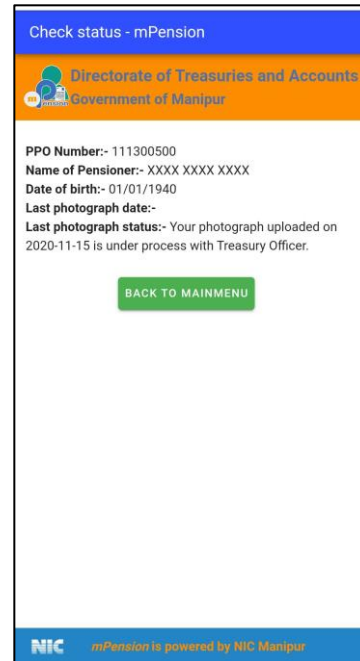 Check status - mPension
Directorate of Treasuries and Accounts
Government of Manipur
PPO Number:- 111300500
Name of Pensioner:- XXXX XXXX XXXX
Date of birth:- 01/01/1940
Last photograph date:-
Last photograph status:- Your photograph uploaded on
2020-11-15 is under process with Treasury Officer.
BACK TO MAINMENU
NIC
mPension is powered by NIC Manipur